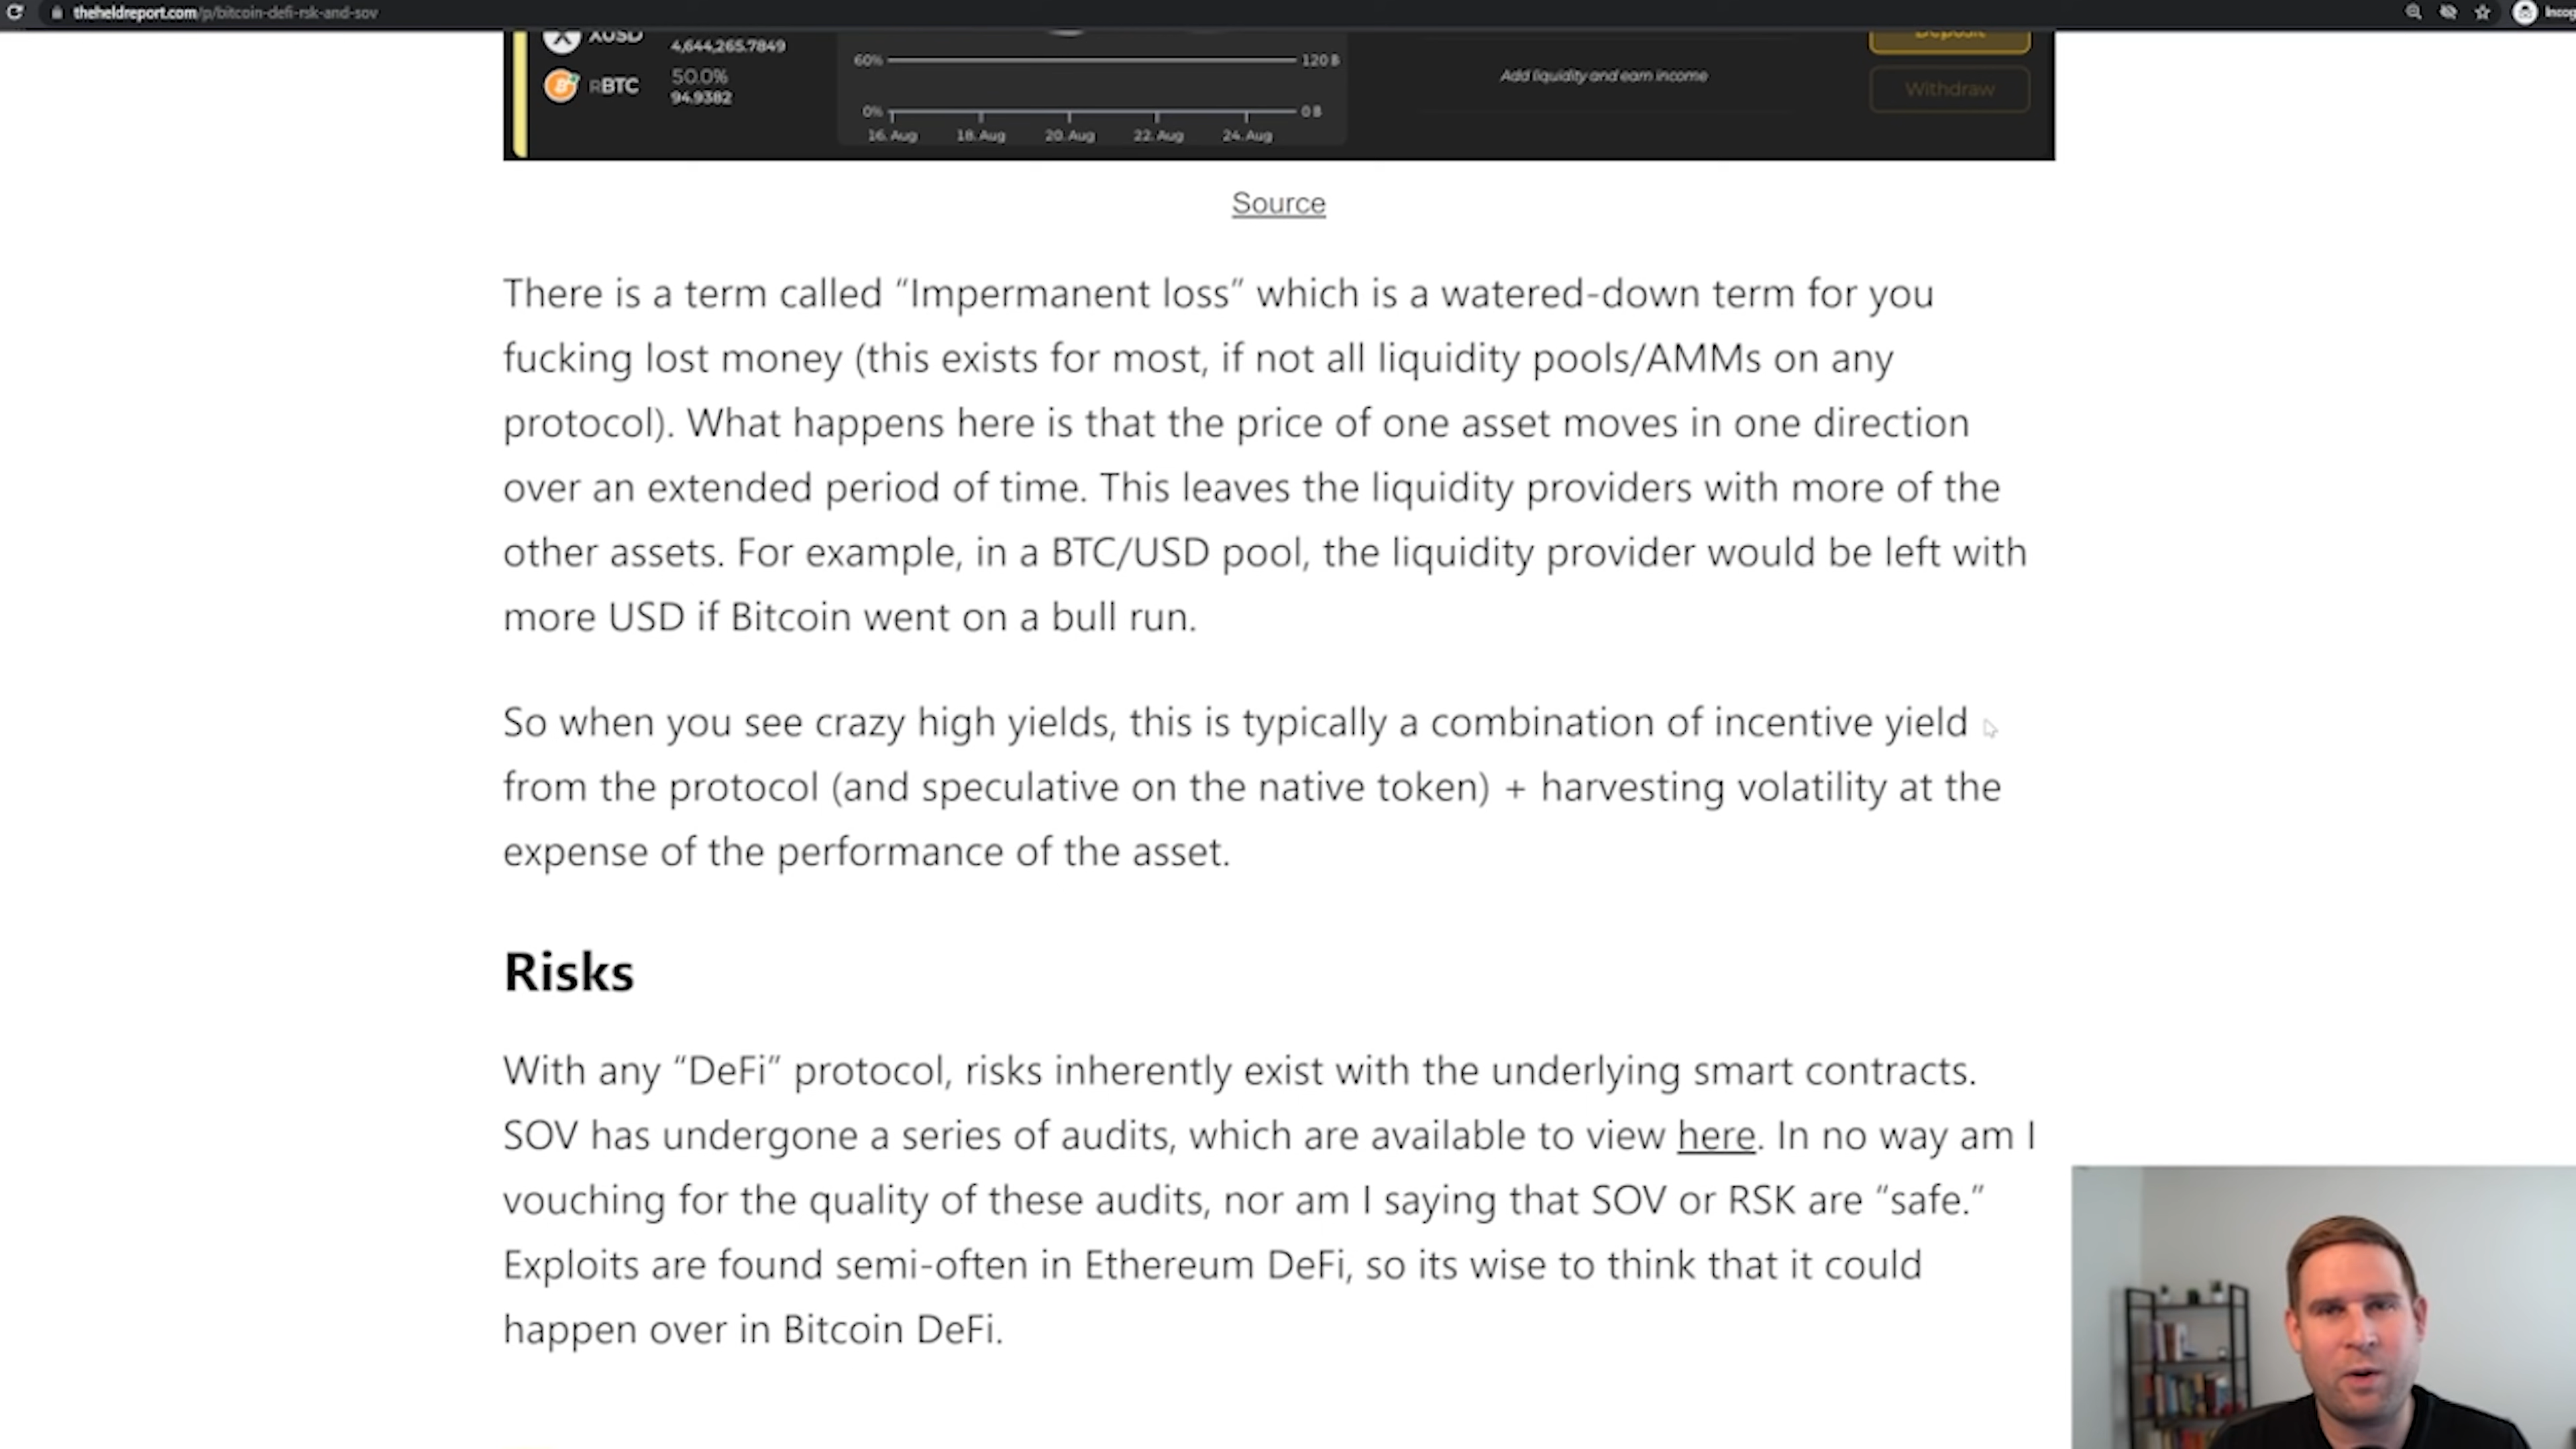 theheldreport.com/p/bitcoin-defi-rsk-and-sov
Incog
XUSD
4,644,265.7849
60%
120 B
Deposit
RBTC
50.0%
94.9382
Add liquidity and earn income
Withdraw
0%
0 B
16. Aug 18. Aug 20. Aug 22. Aug 24. Aug
Source
There is a term called “Impermanent loss” which is a watered-down term for you
fucking lost money (this exists for most, if not all liquidity pools/AMMs on any
protocol). What happens here is that the price of one asset moves in one direction
over an extended period of time. This leaves the liquidity providers with more of the
other assets. For example, in a BTC/USD pool, the liquidity provider would be left with
more USD if Bitcoin went on a bull run.
So when you see crazy high yields, this is typically a combination of incentive yield
from the protocol (and speculative on the native token) + harvesting volatility at the
expense of the performance of the asset.
Risks
With any “DeFi” protocol, risks inherently exist with the underlying smart contracts.
SOV has undergone a series of audits, which are available to view here. In no way am I
vouching for the quality of these audits, nor am I saying that SOV or RSK are “safe.”
Exploits are found semi-often in Ethereum DeFi, so its wise to think that it could
happen over in Bitcoin DeFi.